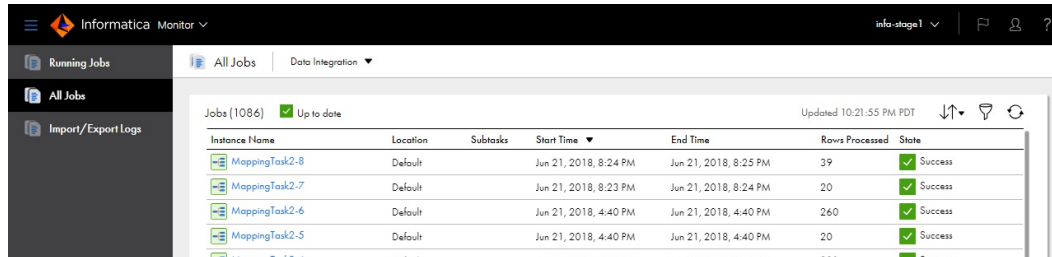 Informatica Monitor infa-stage1 ?
Running Jobs
All Jobs
Import/Export Logs
All Jobs Data Integration
Jobs (1086) Up to date Updated 10:21:55 PM PDT
Instance Name Location Subtasks Start Time End Time Rows Processed State
MappingTask2-8 Default Jun 21, 2018, 8:24 PM Jun 21, 2018, 8:25 PM 39 Success
MappingTask2-7 Default Jun 21, 2018, 8:23 PM Jun 21, 2018, 8:24 PM 20 Success
MappingTask2-6 Default Jun 21, 2018, 4:40 PM Jun 21, 2018, 4:40 PM 260 Success
MappingTask2-5 Default Jun 21, 2018, 4:40 PM Jun 21, 2018, 4:40 PM 20 Success